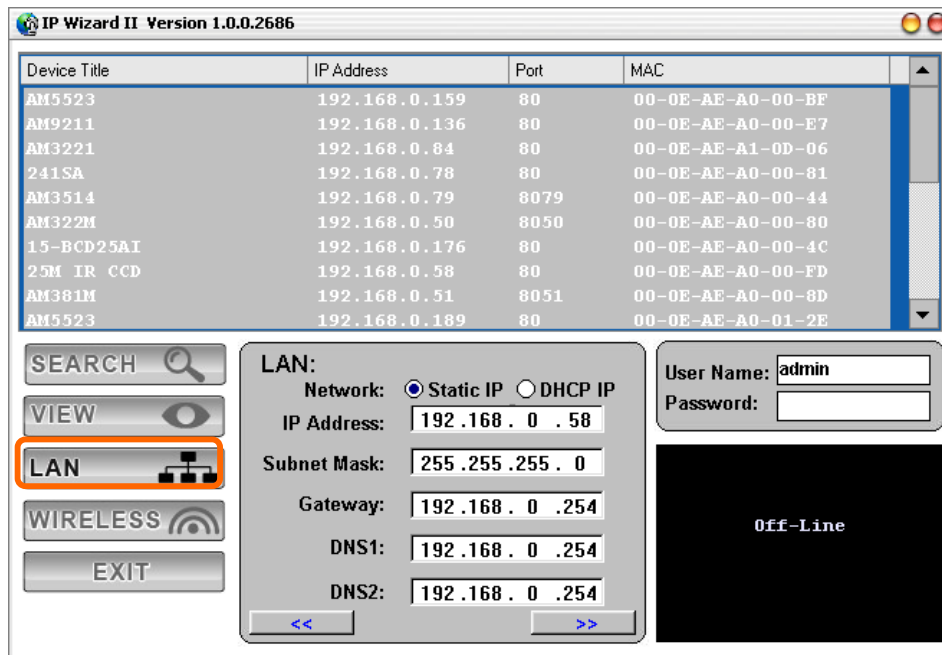 IP Wizard II Version 1.0.0.2686
Device Title IP Address Port MAC
AM5523 192.168.0.159 80 00-0E-AE-A0-00-BF
AM9211 192.168.0.136 80 00-0E-AE-A0-00-E7
AM3221 192.168.0.84 80 00-0E-AE-A1-0D-06
241SA 192.168.0.78 80 00-0E-AE-A0-00-81
AM3514 192.168.0.79 8079 00-0E-AE-A0-00-44
AM322M 192.168.0.50 8050 00-0E-AE-A0-00-80
15-BCD25AI 192.168.0.176 80 00-0E-AE-A0-00-4C
25M IR CCD 192.168.0.58 80 00-0E-AE-A0-00-FD
AM381M 192.168.0.51 8051 00-0E-AE-A0-00-8D
AM5523 192.168.0.189 80 00-0E-AE-A0-01-2E
SEARCH
VIEW
LAN
WIRELESS
EXIT
LAN:
Network: Static IP DHCP IP
IP Address: 192.168. 0 .58
Subnet Mask: 255.255.255. 0
Gateway: 192.168. 0 .254
DNS1: 192.168. 0 .254
DNS2: 192.168. 0 .254
<< >>
User Name: admin
Password:
Off-Line